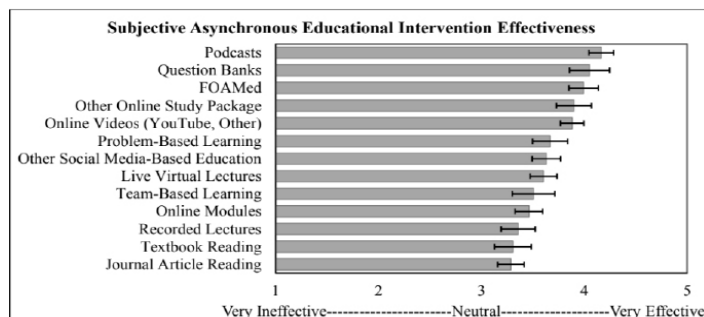 Subjective Asynchronous Educational Intervention Effectiveness
Podcasts
Question Banks
FOAMed
Other Online Study Package
Online Videos (YouTube, Other)
Problem-Based Learning
Other Social Media-Based Education
Live Virtual Lectures
Team-Based Learning
Online Modules
Recorded Lectures
Textbook Reading
Journal Article Reading
1 2 3 4 5
Very Ineffective--------------------Neutral--------------------Very Effective